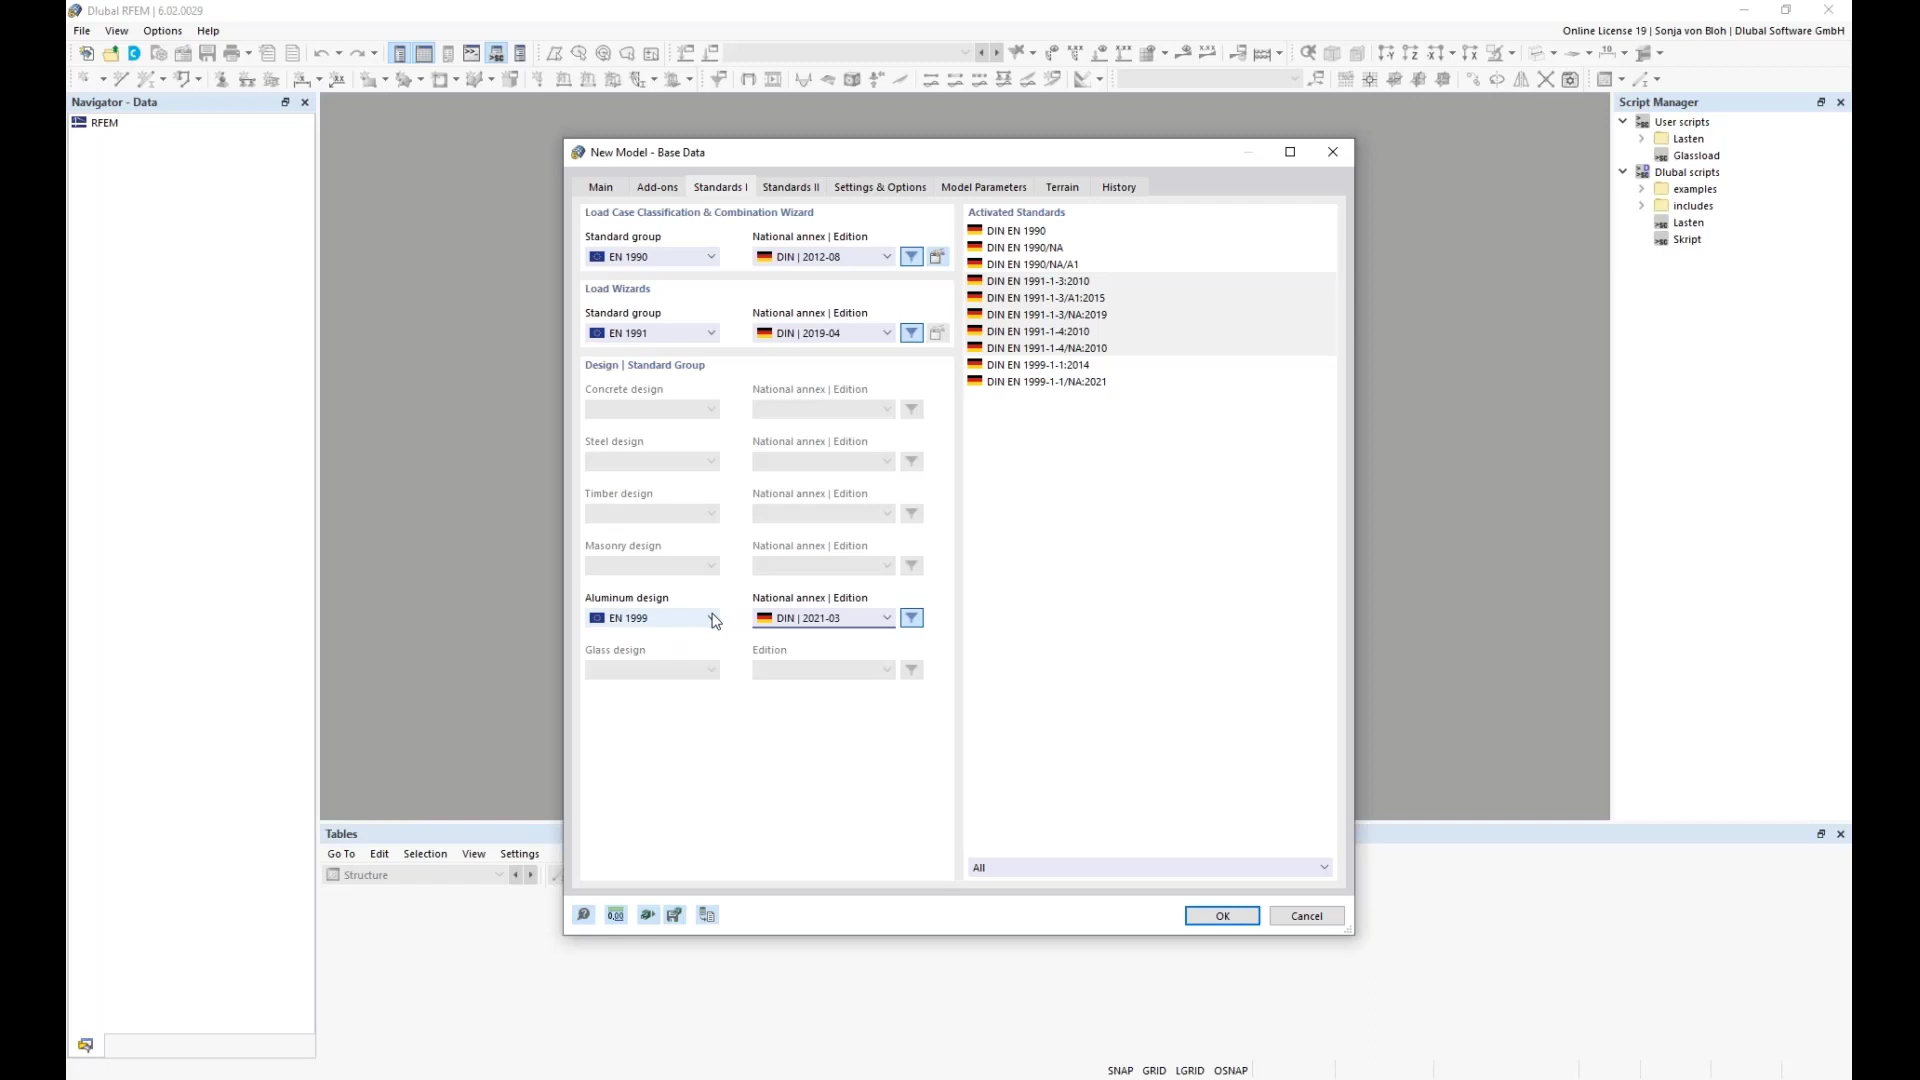 Dlubal RFEM | 6.02.0029
File View Options Help
Online License 19 | Sonja von Bloh | Dlubal Software GmbH
Navigator - Data
RFEM
Script Manager
User scripts
Lasten
Glassload
Dlubal scripts
examples
includes
Lasten
Skript
New Model - Base Data
Main Add-ons Standards I Standards II Settings & Options Model Parameters Terrain History
Load Case Classification & Combination Wizard
Standard group National annex | Edition
EN 1990 DIN | 2012-08
Load Wizards
Standard group National annex | Edition
EN 1991 DIN | 2019-04
Design | Standard Group
Concrete design National annex | Edition
Steel design National annex | Edition
Timber design National annex | Edition
Masonry design National annex | Edition
Aluminum design National annex | Edition
EN 1999 DIN | 2021-03
Glass design Edition
Activated Standards
DIN EN 1990
DIN EN 1990/NA
DIN EN 1990/NA/A1
DIN EN 1991-1-3:2010
DIN EN 1991-1-3/A1:2015
DIN EN 1991-1-3/NA:2019
DIN EN 1991-1-4:2010
DIN EN 1991-1-4/NA:2010
DIN EN 1999-1-1:2014
DIN EN 1999-1-1/NA:2021
All
OK Cancel
Tables
Go To Edit Selection View Settings
Structure
SNAP GRID LGRID OSNAP